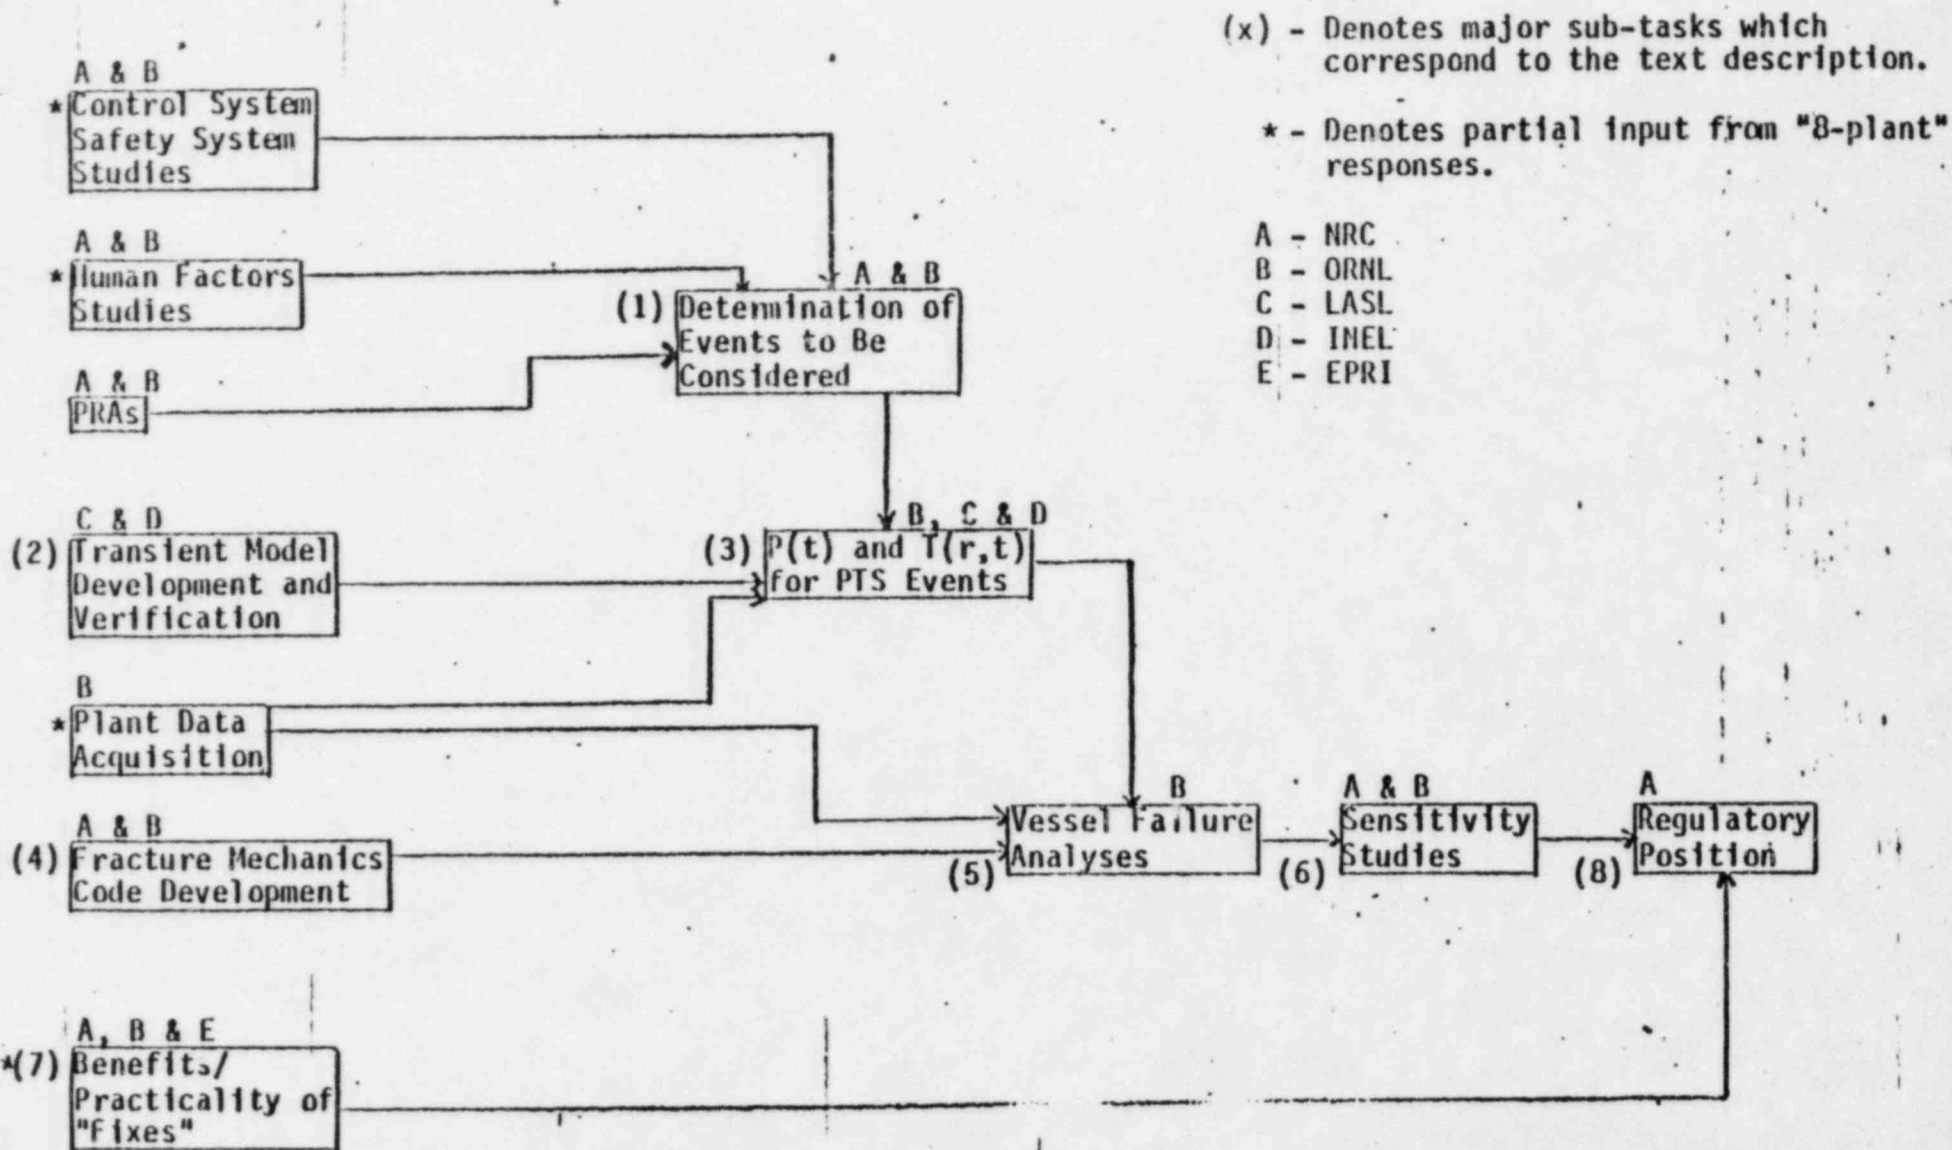 (x) - Denotes major sub-tasks which
correspond to the text description.
* - Denotes partial input from "8-plant"
responses.
A - NRC
B - ORNL
C - LASL
D - INEL
E - EPRI
A & B
* Control System
Safety System
Studies
A & B
* Human Factors
Studies
A & B
PRAs
A & B
(1) Determination of
Events to Be
Considered
C & D
(2) Transient Model
Development and
Verification
B, C & D
(3) P(t) and T(r,t)
for PTS Events
B
* Plant Data
Acquisition
A & B
(4) Fracture Mechanics
Code Development
B
Vessel Failure
(5) Analyses
A & B
Sensitivity
(6) Studies
A
Regulatory
(8) Position
A, B & E
*(7) Benefits/
Practicality of
"Fixes"